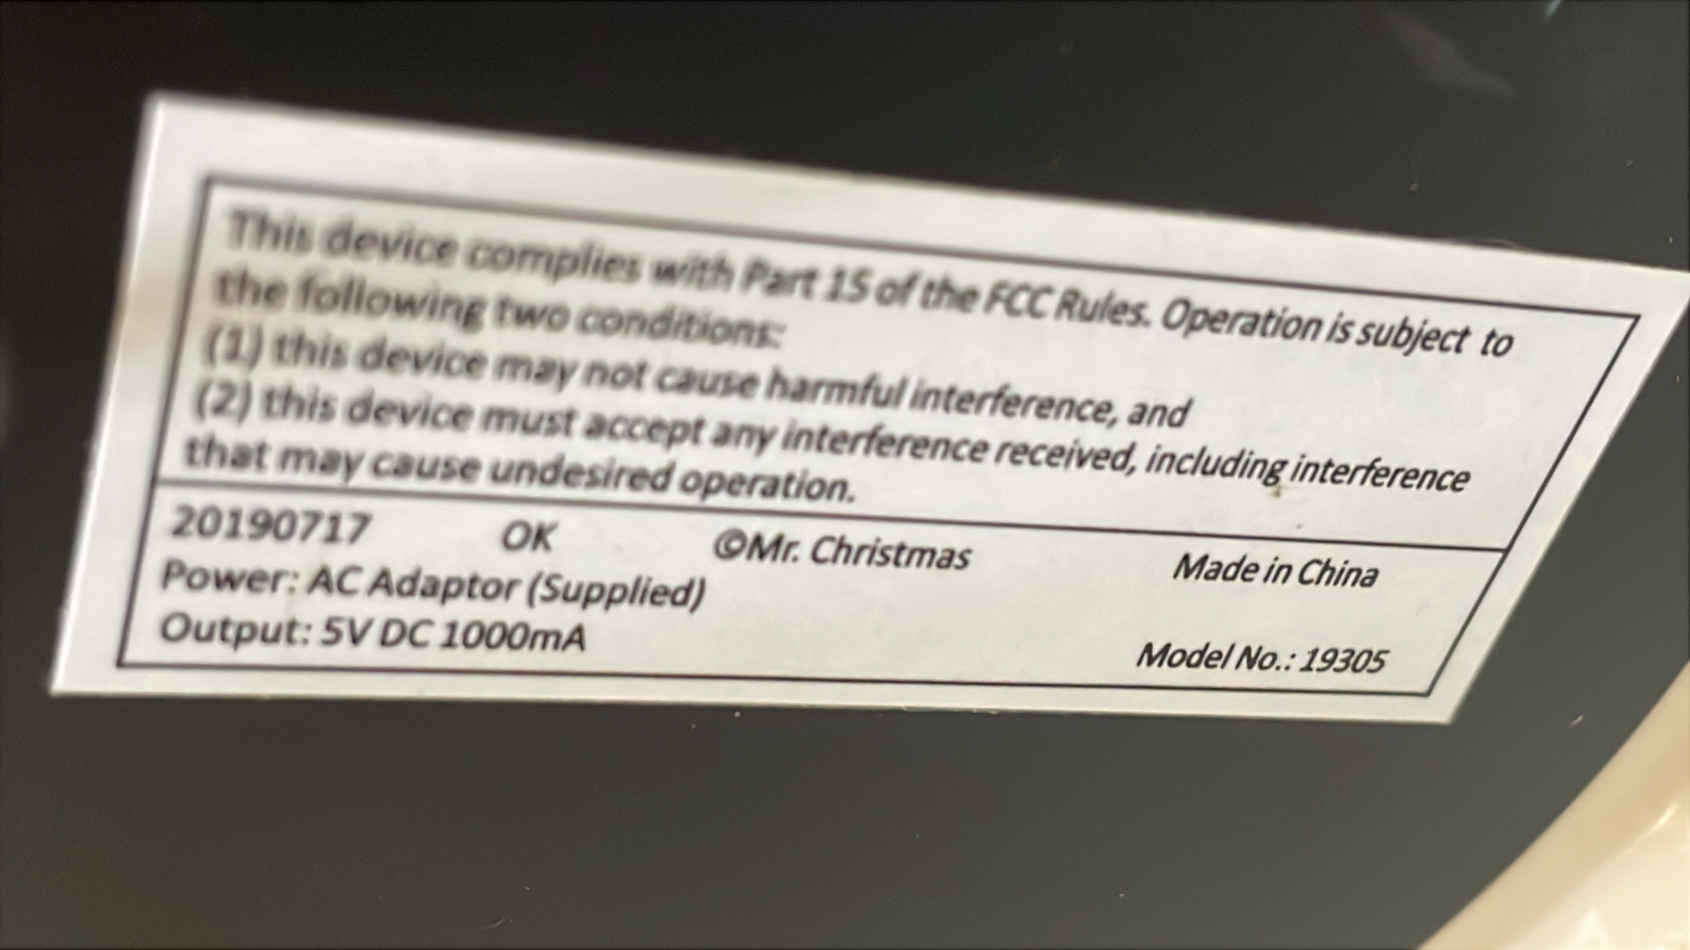 This device complies with Part 15 of the FCC Rules. Operation is subject to
the following two conditions:
(1) this device may not cause harmful interference, and
(2) this device must accept any interference received, including interference
that may cause undesired operation.
20190717 OK ©Mr. Christmas Made in China
Power: AC Adaptor (Supplied)
Output: 5V DC 1000mA Model No.: 19305